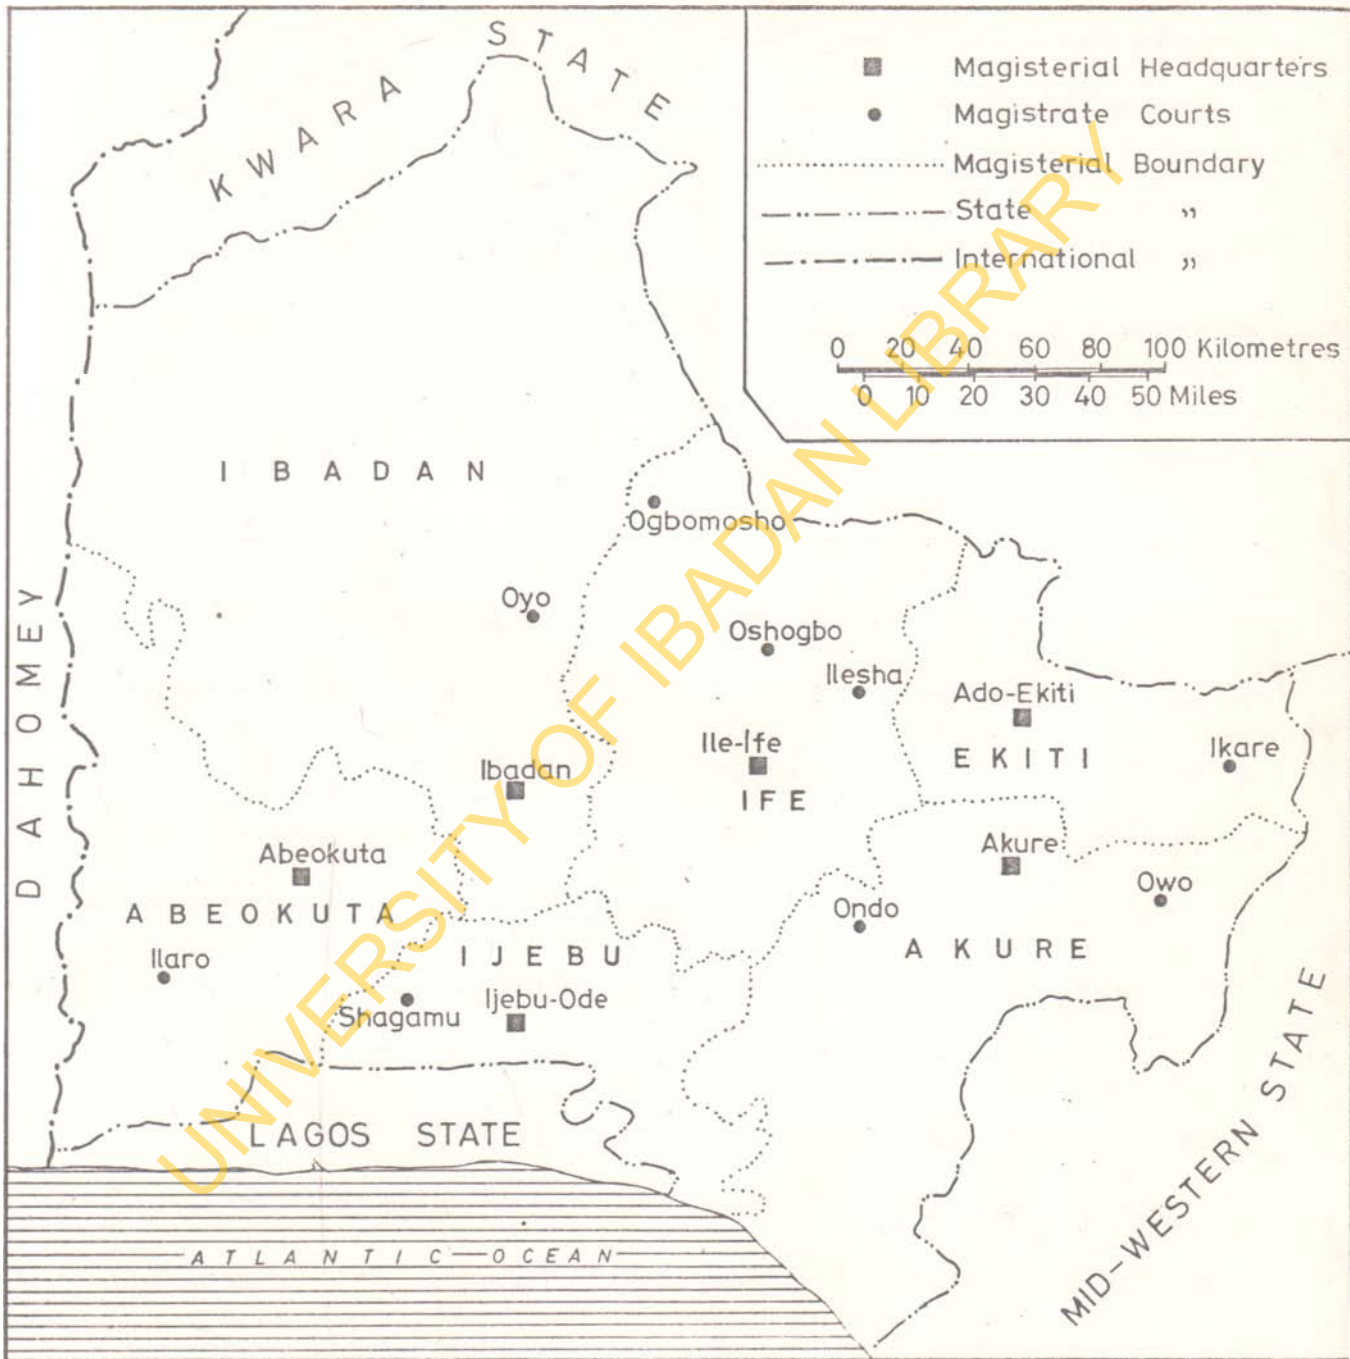 KWARA STATE
Magisterial Headquarters
Magistrate Courts
Magisterial Boundary
State "
International "
0 20 40 60 80 100 Kilometres
0 10 20 30 40 50 Miles
IBADAN
Ogbomosho
Oyo
Oshogbo
Ilesha
Ado-Ekiti
EKITI
Ikare
Ile-Ife
IFE
Ibadan
DAHOMEY
Abeokuta
ABEOKUTA
Akure
Owo
Ondo
AKURE
Ilaro
IJEBU
Ijebu-Ode
Shagamu
LAGOS STATE
MID-WESTERN STATE
ATLANTIC OCEAN
UNIVERSITY OF IBADAN LIBRARY